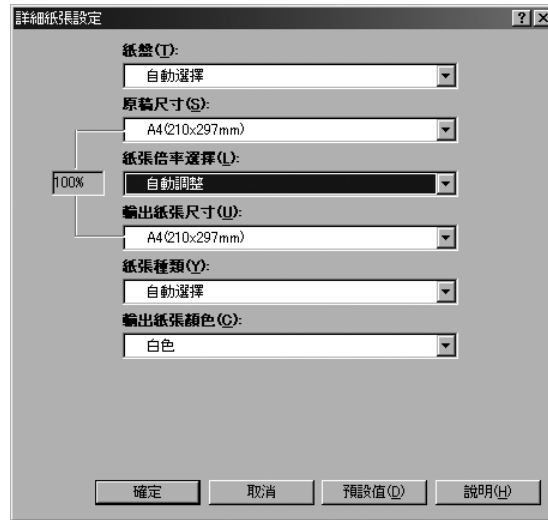 詳細紙張設定
紙盤(T):
自動選擇
原稿尺寸(S):
A4(210x297mm)
紙張倍率選擇(L):
100%
自動調整
輸出紙張尺寸(U):
A4(210x297mm)
紙張種類(Y):
自動選擇
輸出紙張顏色(C):
白色
確定 取消 預設值(D) 說明(H)